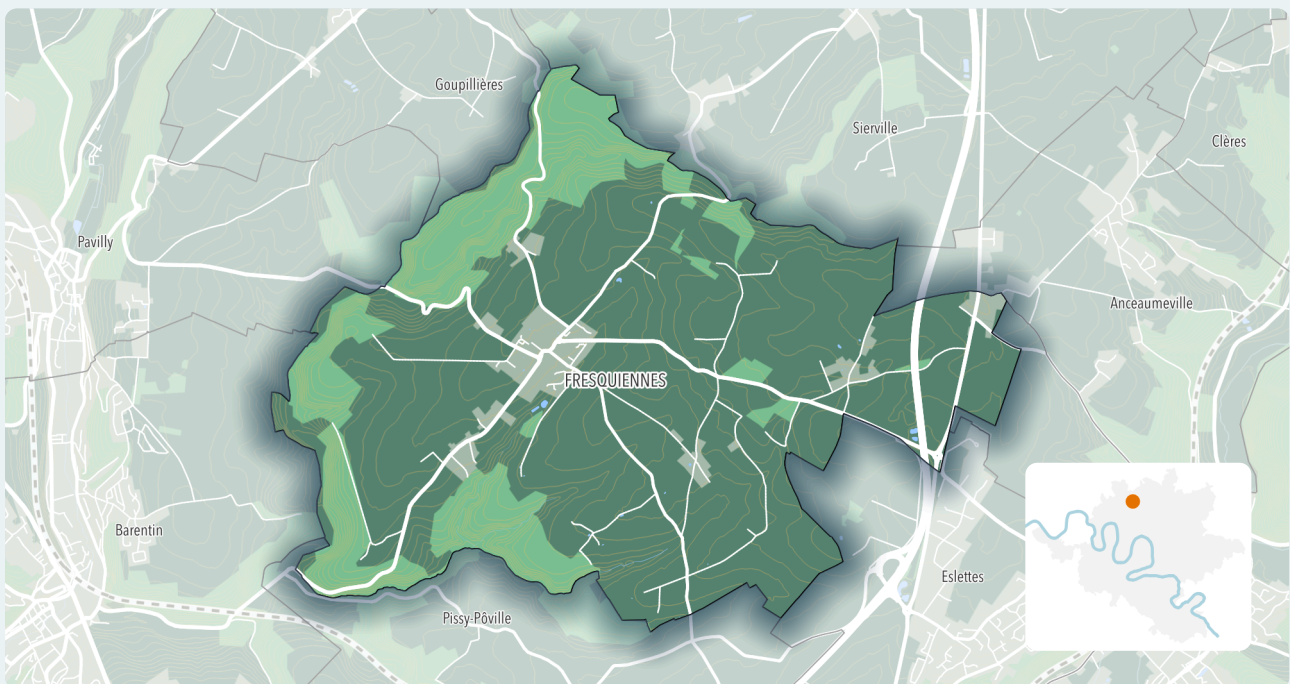 Goupillières
Sierville
Clères
Pavilly
Anceaumeville
FRESQUIENNES
Barentin
Eslettes
Pissy-Pôville